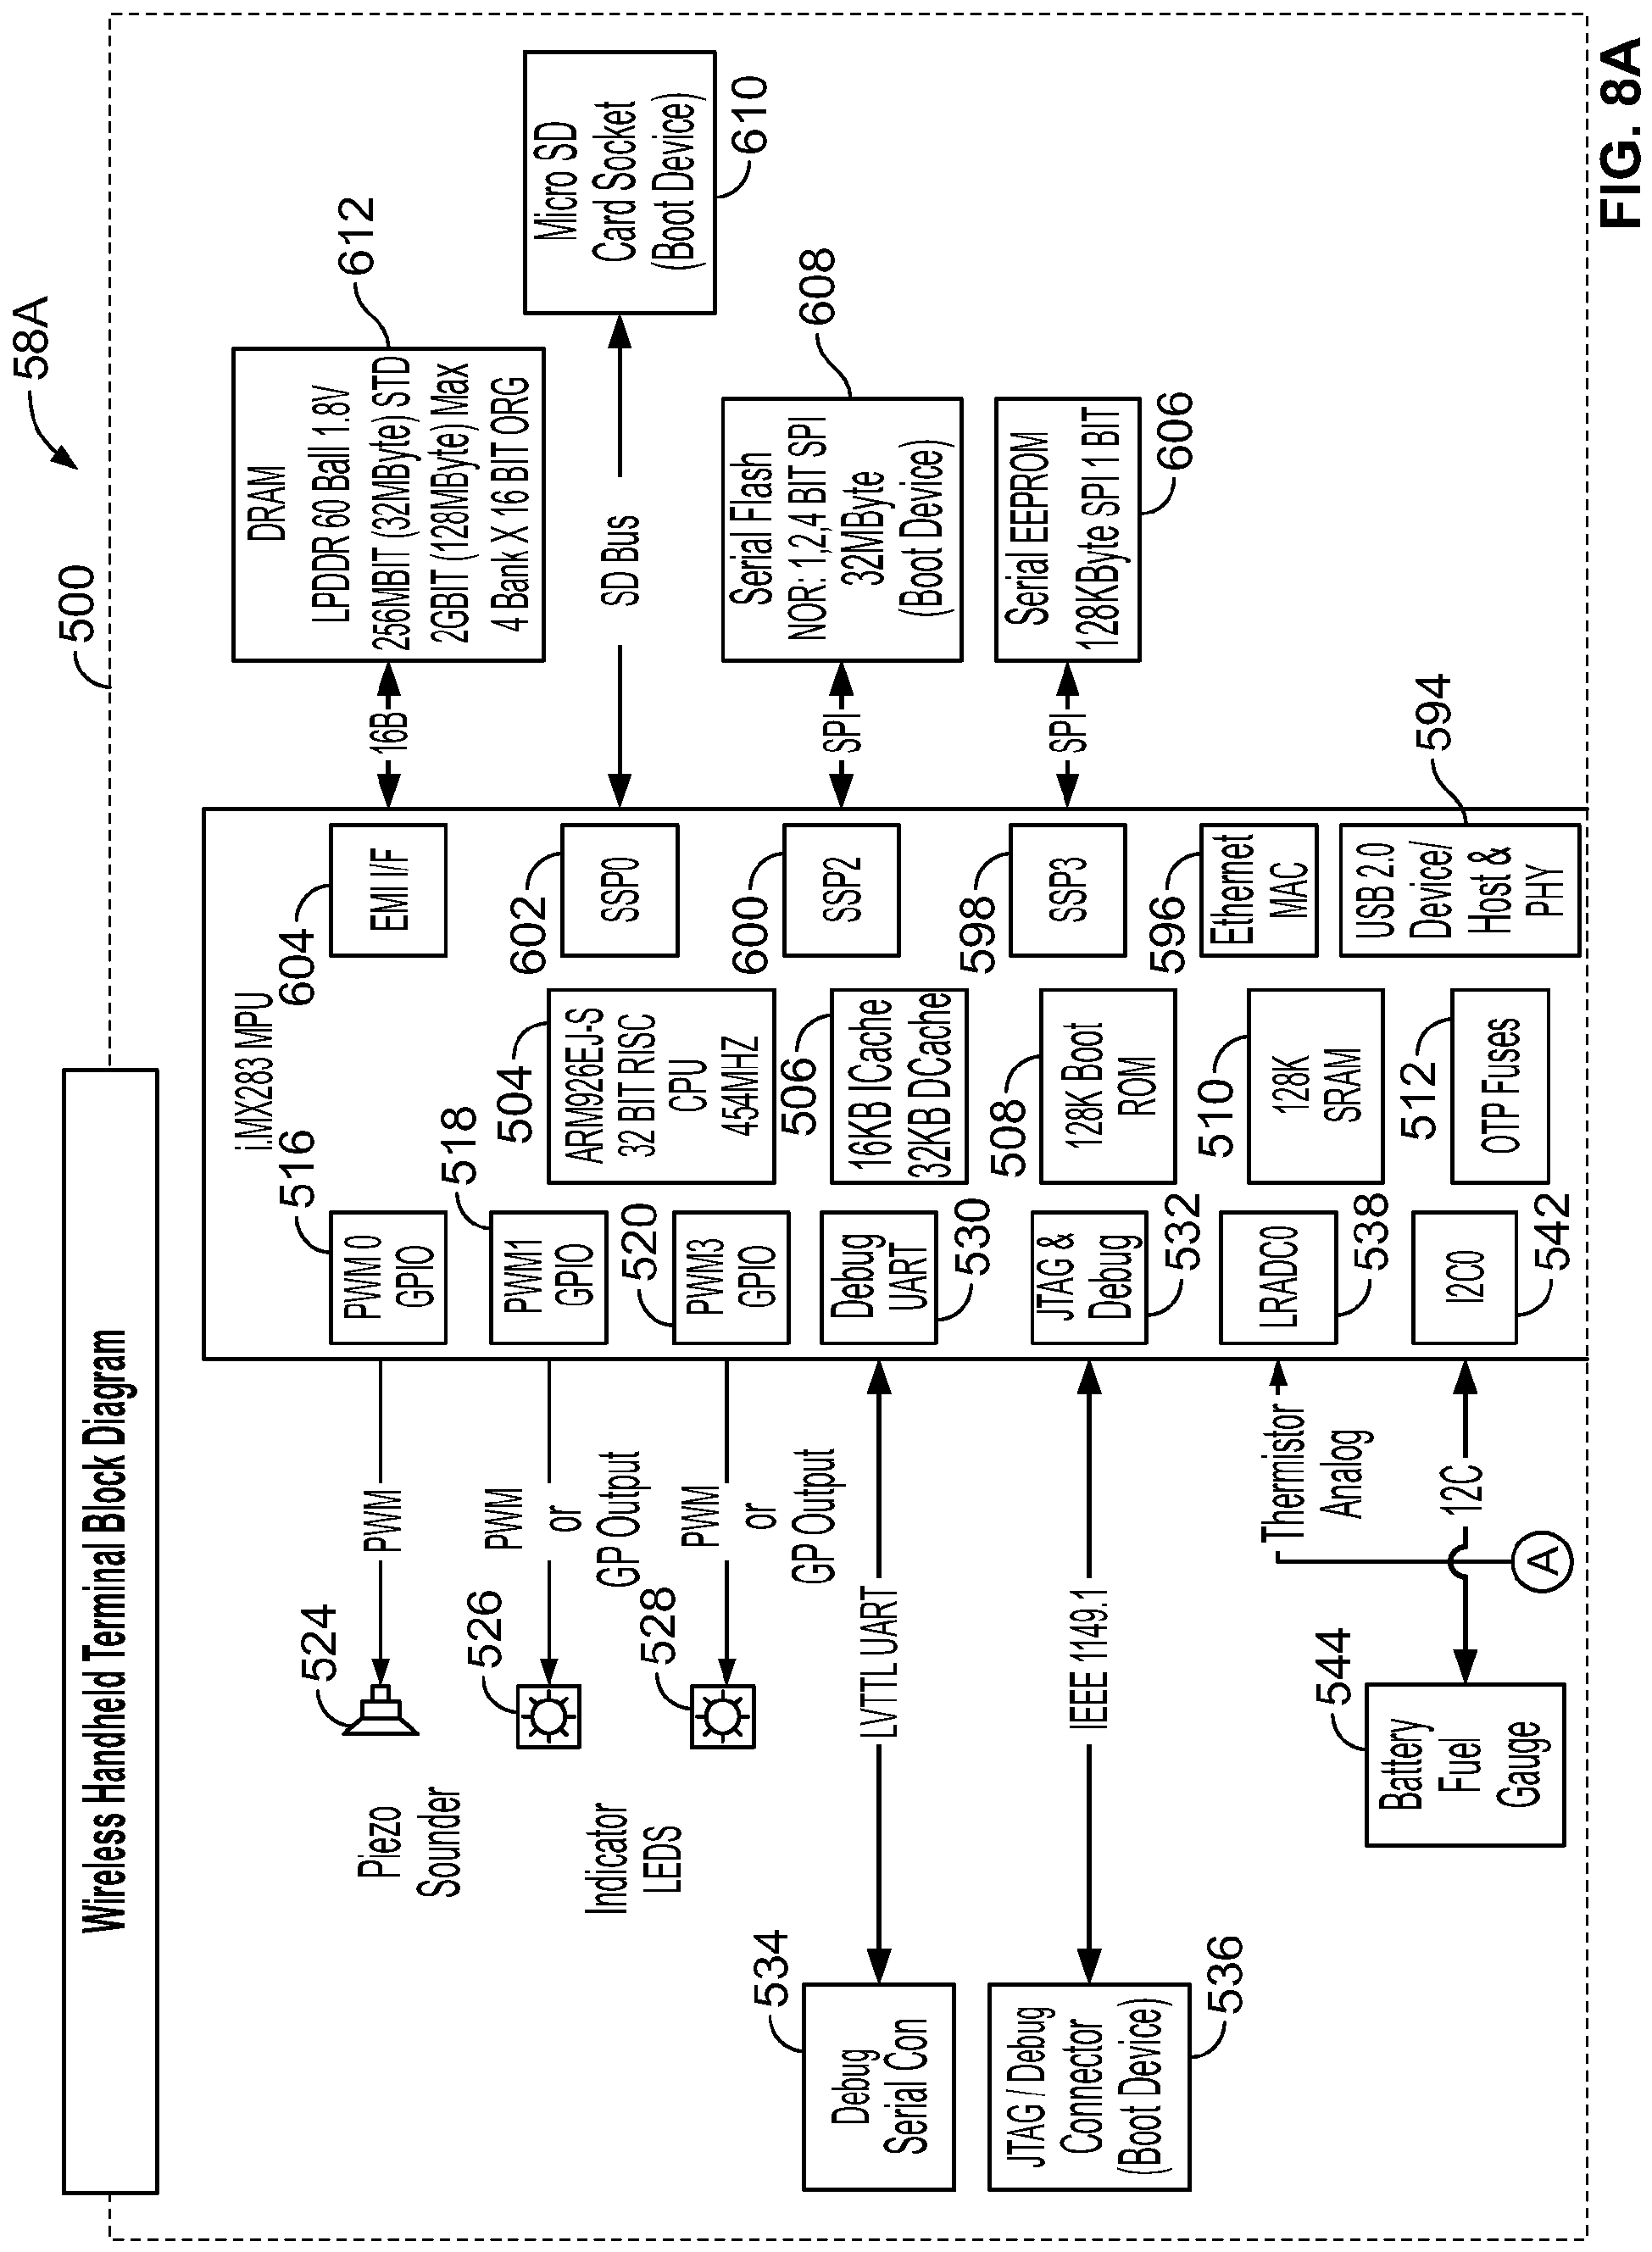 Wireless Handheld Terminal Block Diagram
500
58A
i.MX283 MPU
516
PWM 0
GPIO
518
PWM1
GPIO
520
PWM3
GPIO
Debug
UART
530
JTAG &
Debug
532
LRADC0
538
I2C0
542
504
ARM926EJ-S
32 BIT RISC
CPU
454MHZ
506
16KB ICache
32KB DCache
508
128K Boot
ROM
510
128K
SRAM
512
OTP Fuses
604
EMI I/F
602
SSP0
600
SSP2
598
SSP3
596
Ethernet
MAC
594
USB 2.0
Device/
Host &
PHY
PWM
524
Piezo
Sounder
PWM
or
GP Output
526
PWM
or
GP Output
528
Indicator
LEDS
LVTTL UART
534
Debug
Serial Con
IEEE 1149.1
536
JTAG / Debug
Connector
(Boot Device)
Thermistor
Analog
A
12C
544
Battery
Fuel
Gauge
16B
612
DRAM
LPDDR 60 Ball 1.8V
256MBIT (32MByte) STD
2GBIT (128MByte) Max
4 Bank X 16 BIT ORG
SD Bus
610
Micro SD
Card Socket
(Boot Device)
SPI
608
Serial Flash
NOR: 1,2,4 BIT SPI
32MByte
(Boot Device)
SPI
606
Serial EEPROM
128KByte SPI 1 BIT
FIG. 8A